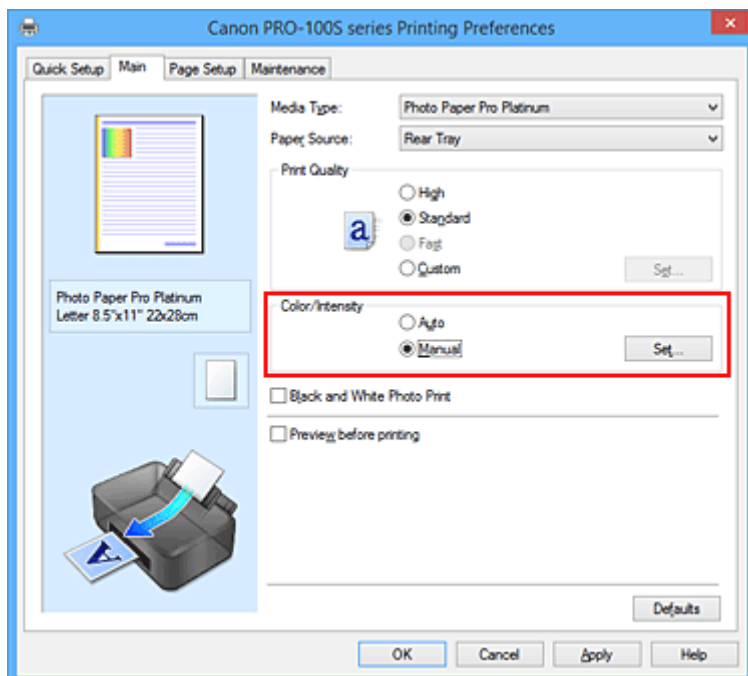 Canon PRO-100S series Printing Preferences
Quick Setup Main Page Setup Maintenance
Media Type: Photo Paper Pro Platinum
Paper Source: Rear Tray
Print Quality
High
a Standard
Fast
Custom Set...
Photo Paper Pro Platinum
Letter 8.5"x11" 22x28cm
Color/Intensity
Auto
Manual Set...
Black and White Photo Print
Preview before printing
A
Defaults
OK Cancel Apply Help